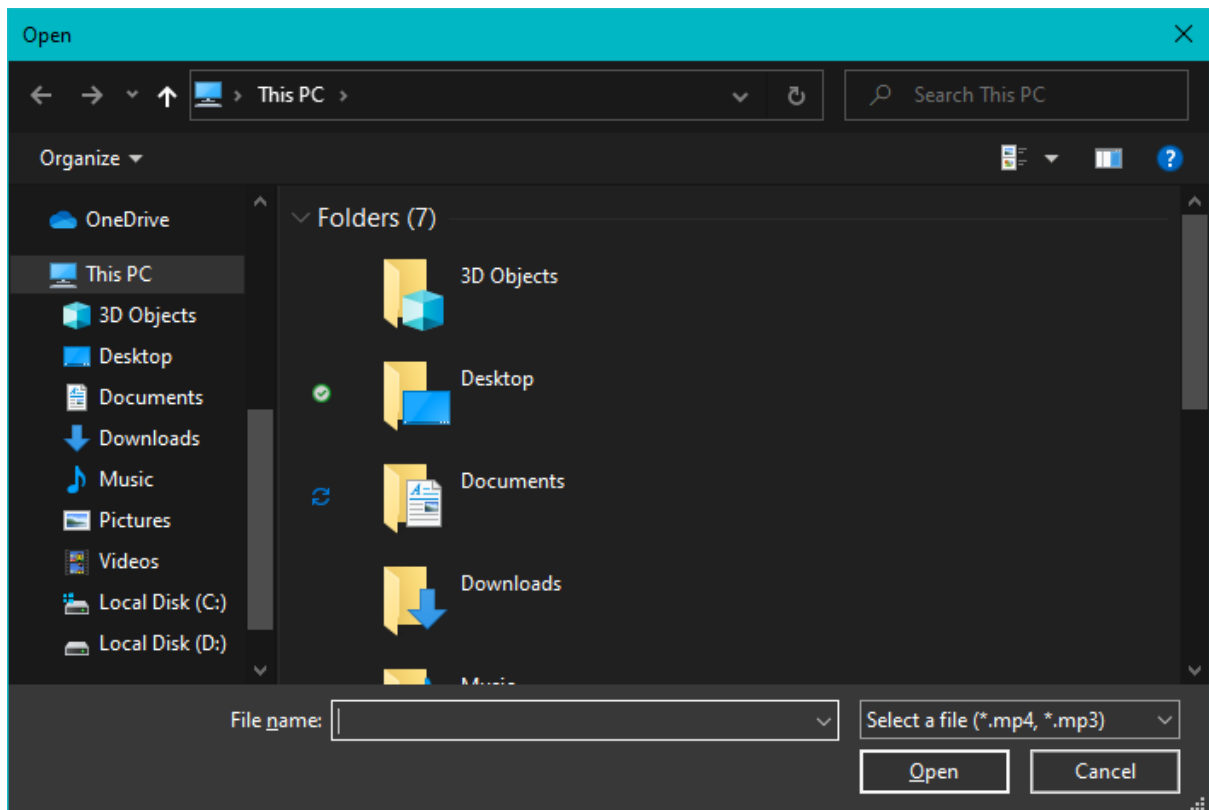 Open
This PC
Search This PC
Organize
OneDrive
This PC
3D Objects
Desktop
Documents
Downloads
Music
Pictures
Videos
Local Disk (C:)
Local Disk (D:)
Folders (7)
3D Objects
Desktop
Documents
Downloads
Music
File name:
Select a file (*.mp4, *.mp3)
Open
Cancel